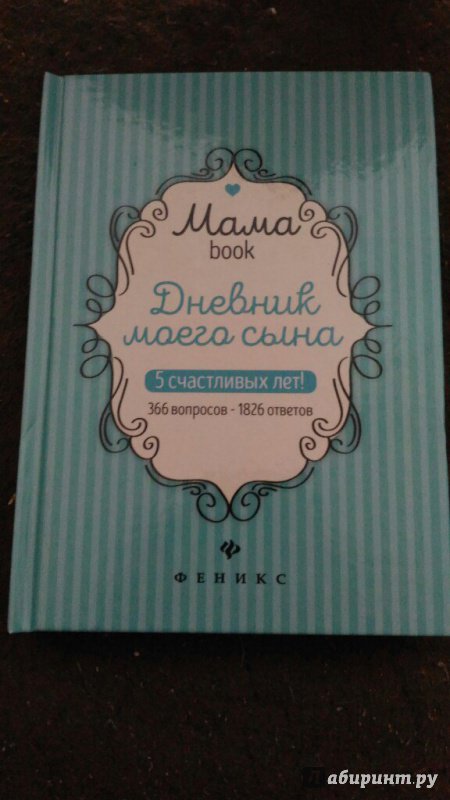 Мама
book
Дневник
моего сына
5 счастливых лет!
366 вопросов - 1826 ответов
ФЕНИКС
Лабиринт.ру